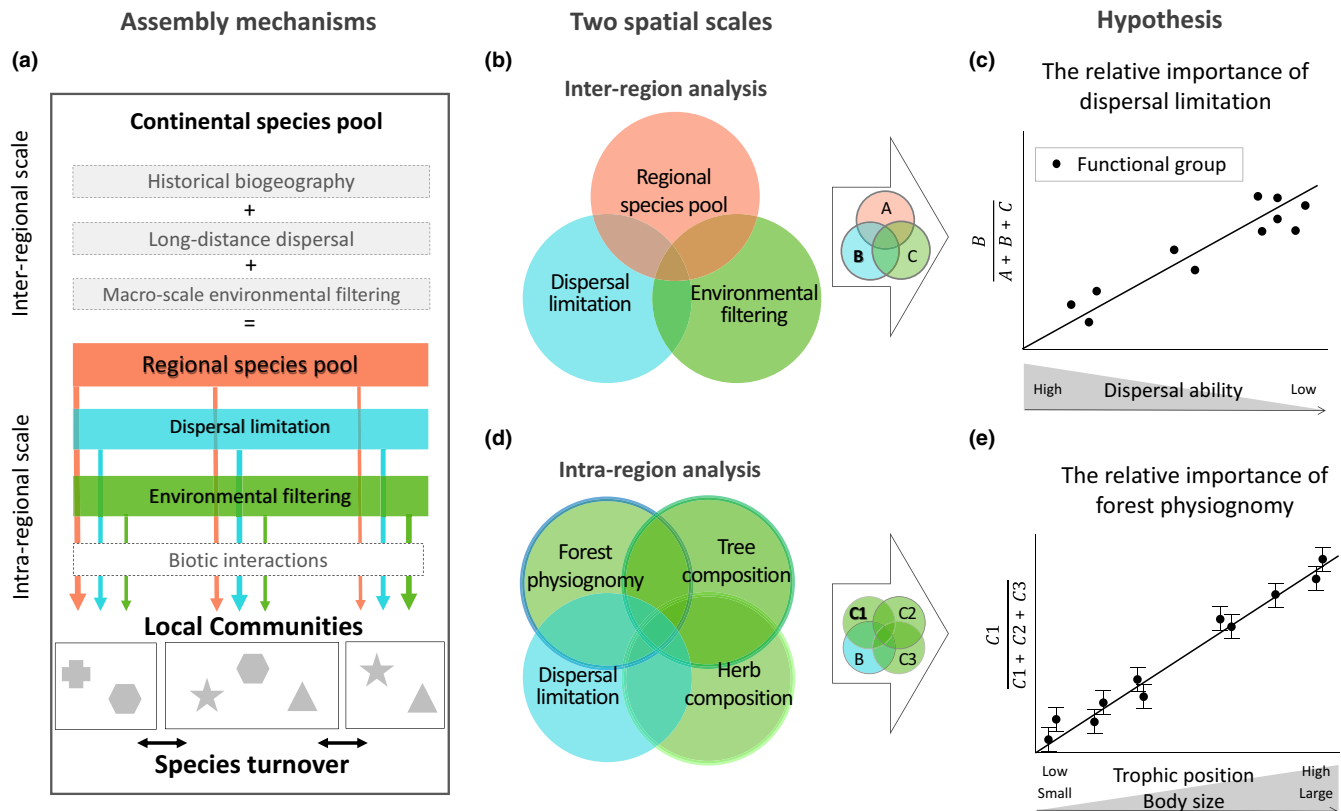 Assembly mechanisms
Two spatial scales
Hypothesis
(a)
Inter-regional scale
Intra-regional scale
Continental species pool
Historical biogeography
+
Long-distance dispersal
+
Macro-scale environmental filtering
=
Regional species pool
Dispersal limitation
Environmental filtering
Biotic interactions
Local Communities
Species turnover
(b)
Inter-region analysis
Regional
species pool
Dispersal
limitation
Environmental
filtering
A
B
C
(c)
The relative importance of
dispersal limitation
Functional group
B
A + B + C
High
Dispersal ability
Low
(d)
Intra-region analysis
Forest
physiognomy
Tree
composition
Dispersal
limitation
Herb
composition
C1
C2
B
C3
(e)
The relative importance of
forest physiognomy
C1
C1 + C2 + C3
Low
Small
Trophic position
Body size
High
Large